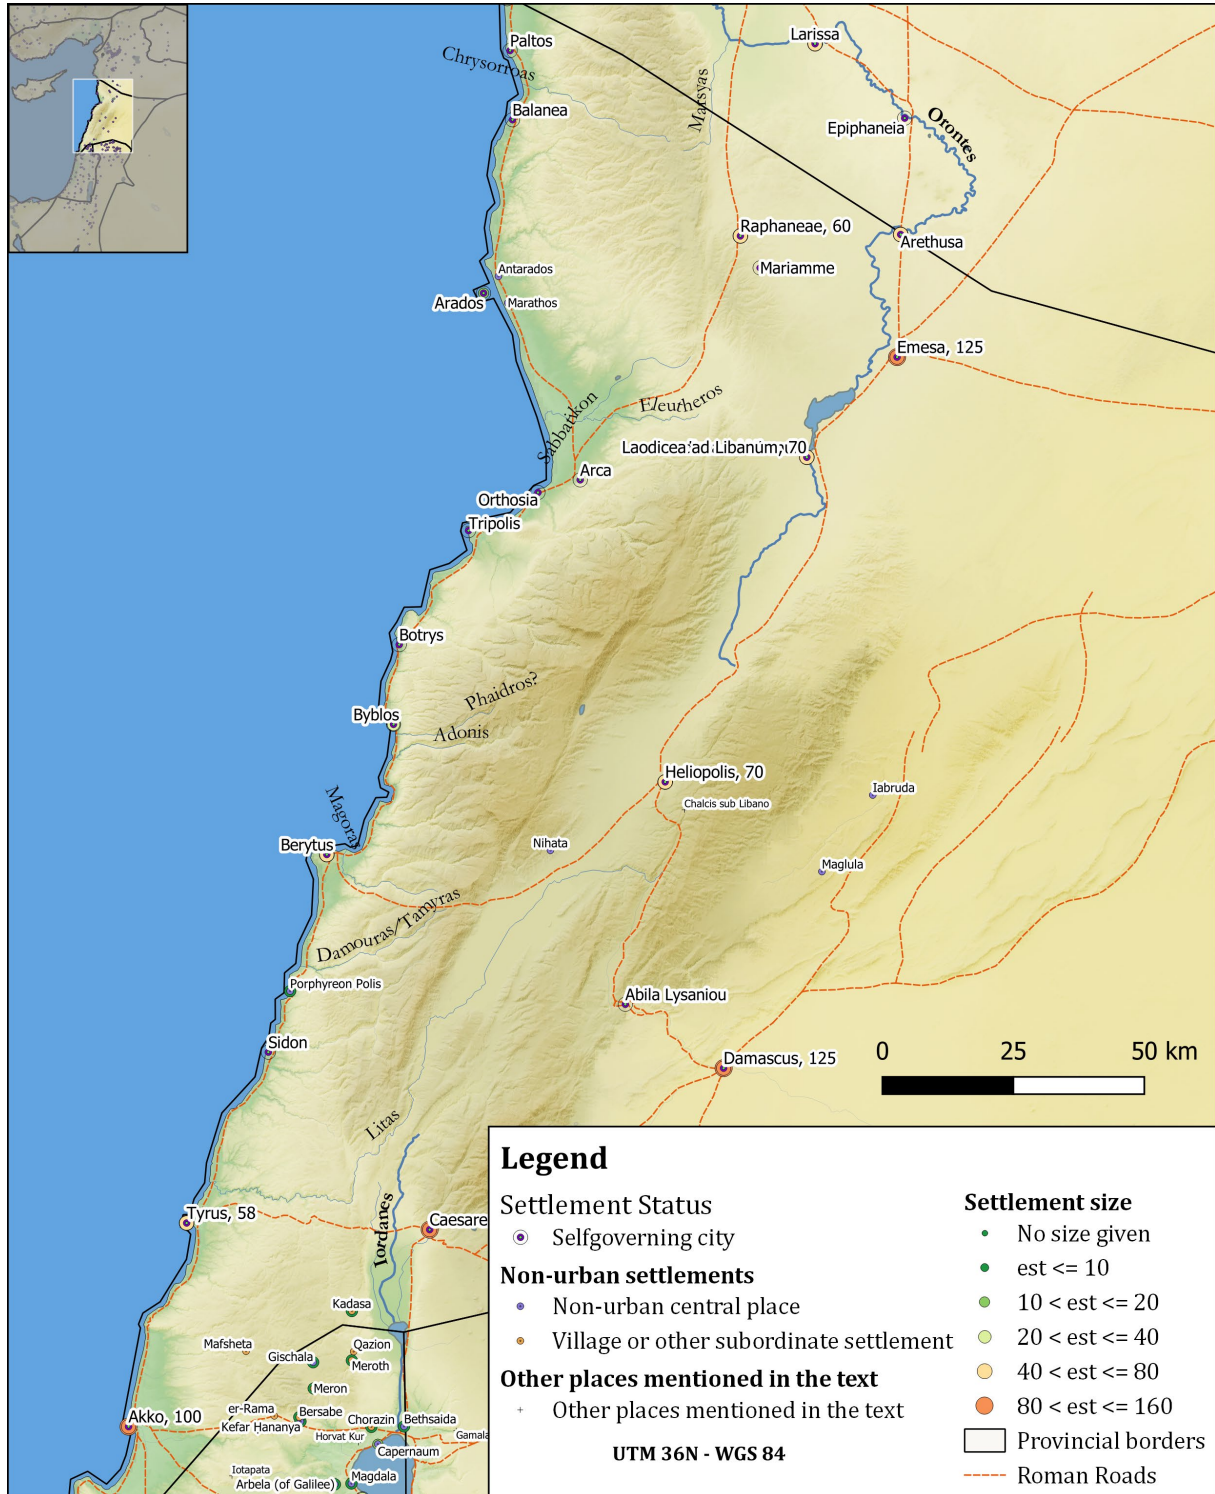 Paltos
Larissa
Chrysorroas
Marsyas
Balanea
Epiphaneia
Orontes
Raphaneae, 60
Arethusa
Mariamme
Antarados
Arados
Marathos
Emesa, 125
Sabbatikon
Eleutheros
Laodicea ad Libanum, 70
Arca
Orthosia
Tripolis
Botrys
Phaidros?
Byblos
Adonis
Heliopolis, 70
Iabruda
Chalcis sub Libano
Magoras
Berytus
Nihata
Maglula
Damouras/Tamyras
Porphyreon Polis
Abila Lysaniou
Sidon
Damascus, 125
0 25 50 km
Litas
Iordanes
Tyrus, 58
Caesare
Kadasa
Mafsheta
Qazion
Gischala
Meroth
Meron
er-Rama
Bersabe
Akko, 100
Kefar Hananya
Chorazin
Bethsaida
Horvat Kur
Gamala
Capernaum
Iotapata
Magdala
Arbela (of Galilee)
Legend
Settlement Status
Selfgoverning city
Non-urban settlements
Non-urban central place
Village or other subordinate settlement
Other places mentioned in the text
Other places mentioned in the text
UTM 36N - WGS 84
Settlement size
No size given
est <= 10
10 < est <= 20
20 < est <= 40
40 < est <= 80
80 < est <= 160
Provincial borders
Roman Roads